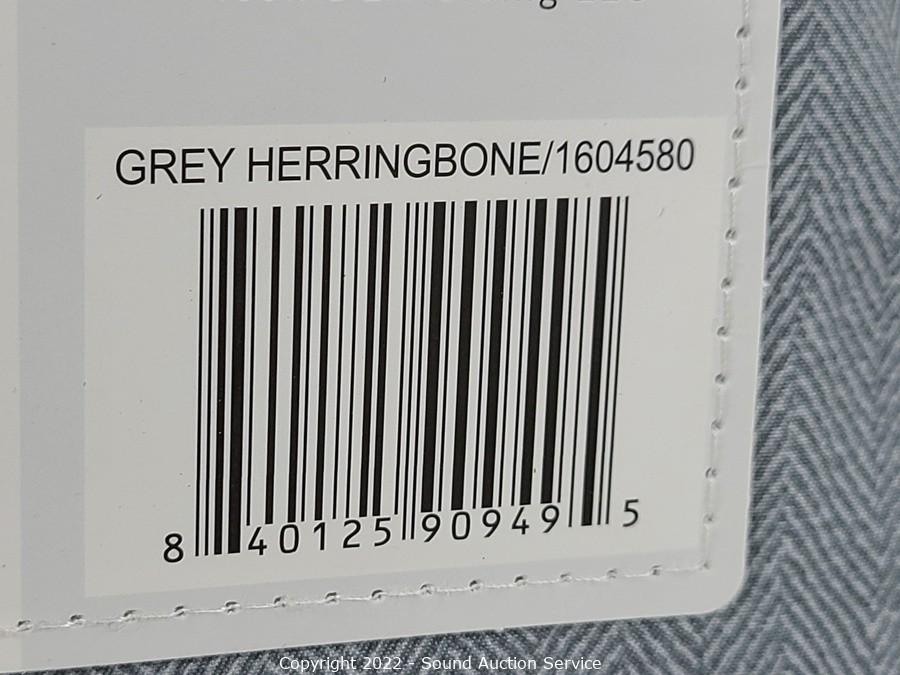 GREY HERRINGBONE/1604580
8 40125 90949 5
Copyright 2022 - Sound Auction Service